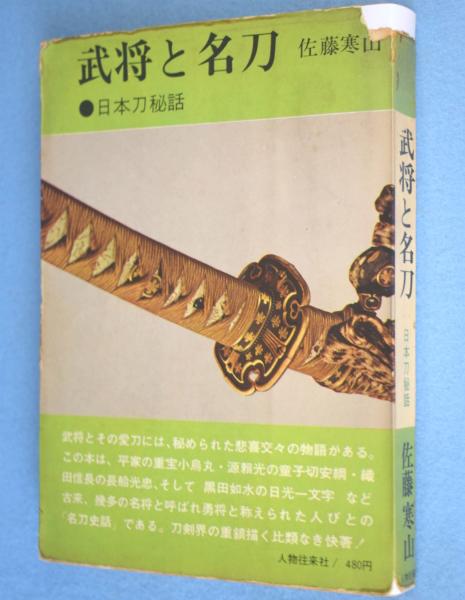 武将と名刀 佐藤寒山
●日本刀秘話
武将とその愛刀には、秘められた悲喜交々の物語がある。
この本は、平家の重宝小烏丸・源頼光の童子切安綱・織
田信長の長船光忠、そして 黒田如水の日光一文字 など
古来、幾多の名将と呼ばれ勇将と称えられた人びとの
「名刀史話」である。刀剣界の重鎮描く比類なき快著!
人物往来社/480円
武将と名刀
日本刀秘話
佐藤寒山